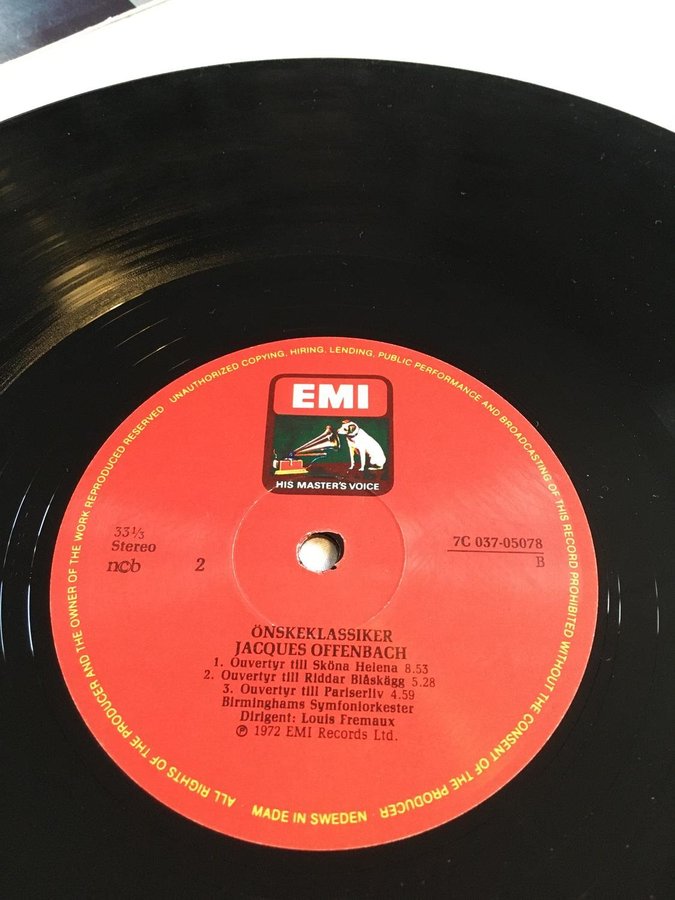 ALL RIGHTS OF THE PRODUCER AND THE OWNER OF THE WORK REPRODUCED RESERVED UNAUTHORIZED COPYING, HIRING, LENDING, PUBLIC PERFORMANCE AND BROADCASTING OF THIS RECORD PROHIBITED WITHOUT THE CONSENT OF THE PRODUCER
EMI
HIS MASTER'S VOICE
33 1/3
Stereo
ncb
2
7C 037-05078
B
ÖNSKEKLASSIKER
JACQUES OFFENBACH
1. Ouvertyr till Sköna Helena 8.53
2. Ouvertyr till Riddar Blåskägg 5.28
3. Ouvertyr till Pariserliv 4.59
Birminghams Symfoniorkester
Dirigent: Louis Fremaux
℗ 1972 EMI Records Ltd.
· MADE IN SWEDEN ·